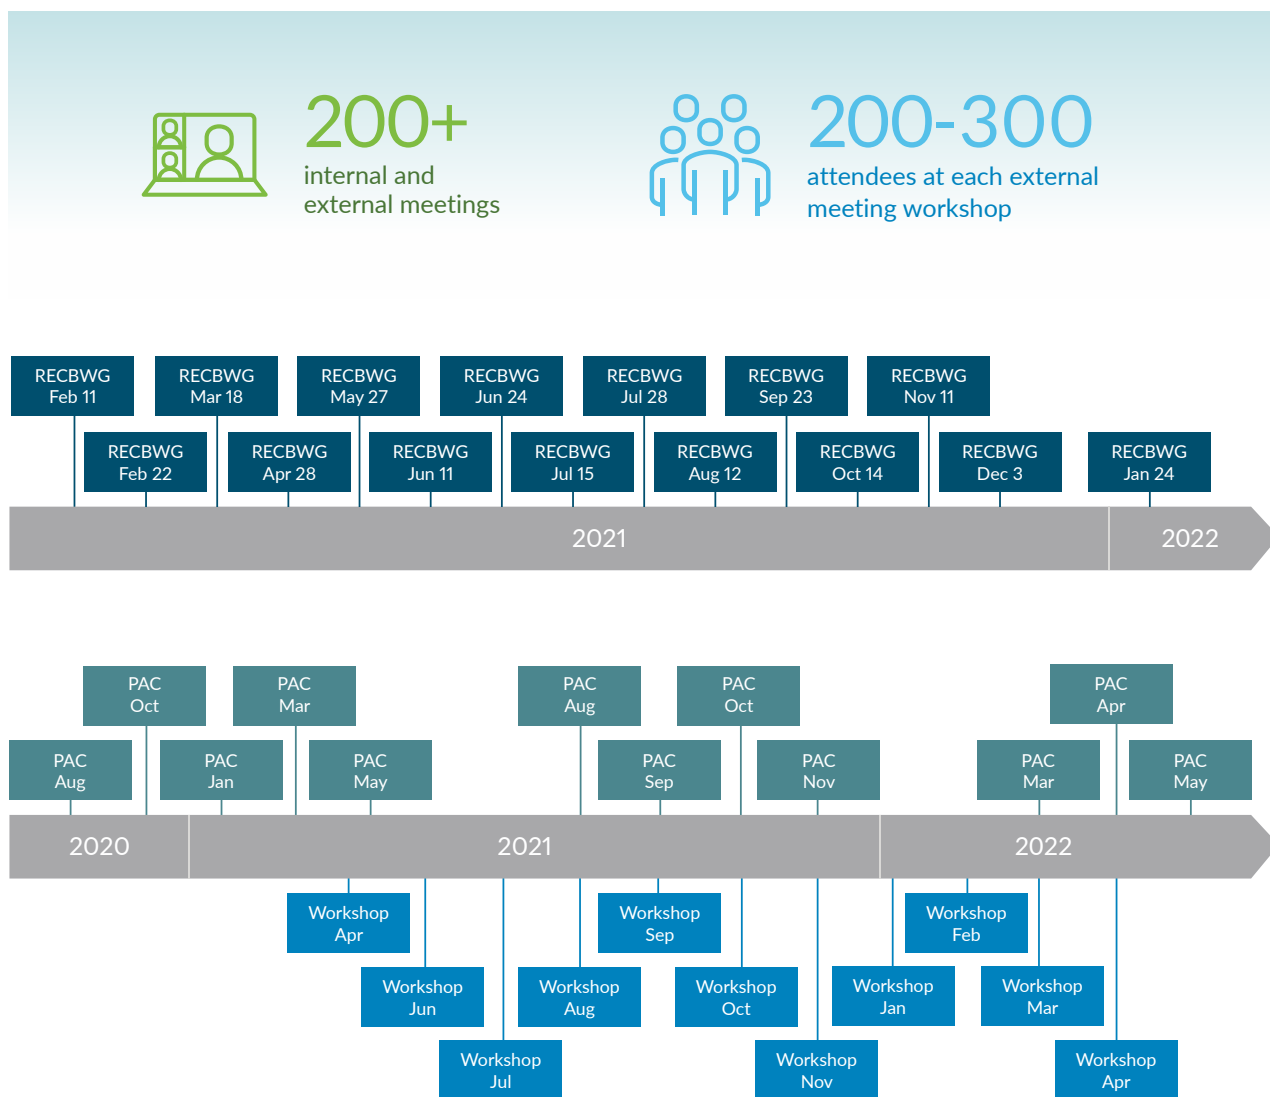 200+
internal and
external meetings
200-300
attendees at each external
meeting workshop
RECBWG
Feb 11
RECBWG
Mar 18
RECBWG
May 27
RECBWG
Jun 24
RECBWG
Jul 28
RECBWG
Sep 23
RECBWG
Nov 11
RECBWG
Feb 22
RECBWG
Apr 28
RECBWG
Jun 11
RECBWG
Jul 15
RECBWG
Aug 12
RECBWG
Oct 14
RECBWG
Dec 3
RECBWG
Jan 24
2021
2022
PAC
Oct
PAC
Mar
PAC
Aug
PAC
Oct
PAC
Apr
PAC
Aug
PAC
Jan
PAC
May
PAC
Sep
PAC
Nov
PAC
Mar
PAC
May
2020
2021
2022
Workshop
Apr
Workshop
Sep
Workshop
Feb
Workshop
Jun
Workshop
Aug
Workshop
Oct
Workshop
Jan
Workshop
Mar
Workshop
Jul
Workshop
Nov
Workshop
Apr